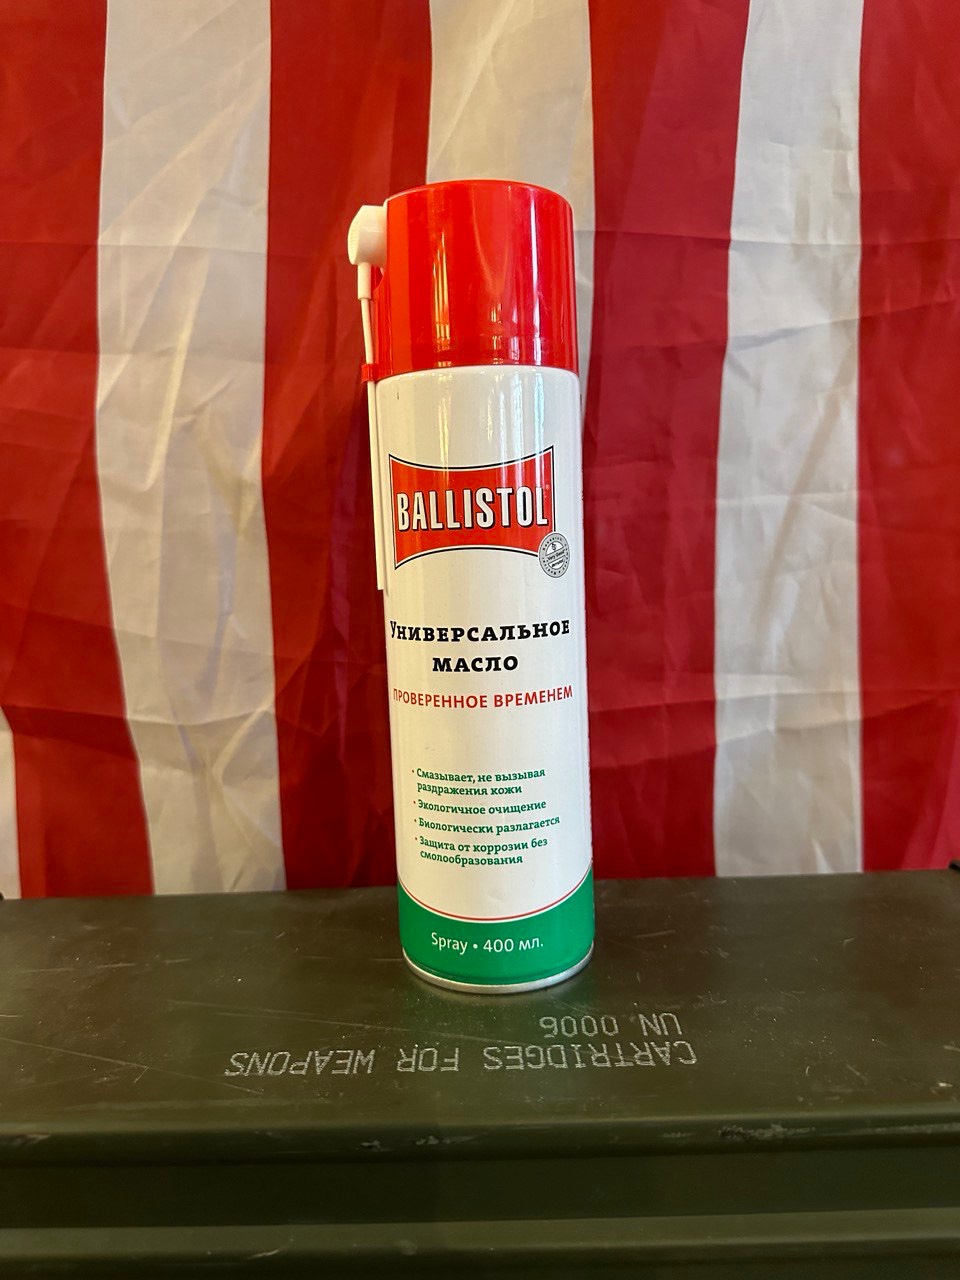 BALLISTOL
Универсальное
масло
ПРОВЕРЕННОЕ ВРЕМЕНЕМ
• Смазывает, не вызывая
раздражения кожи
• Экологичное очищение
• Биологически разлагается
• Защита от коррозии без
смолообразования
Spray • 400 мл.
CARTRIDGES FOR WEAPONS
UN 0006